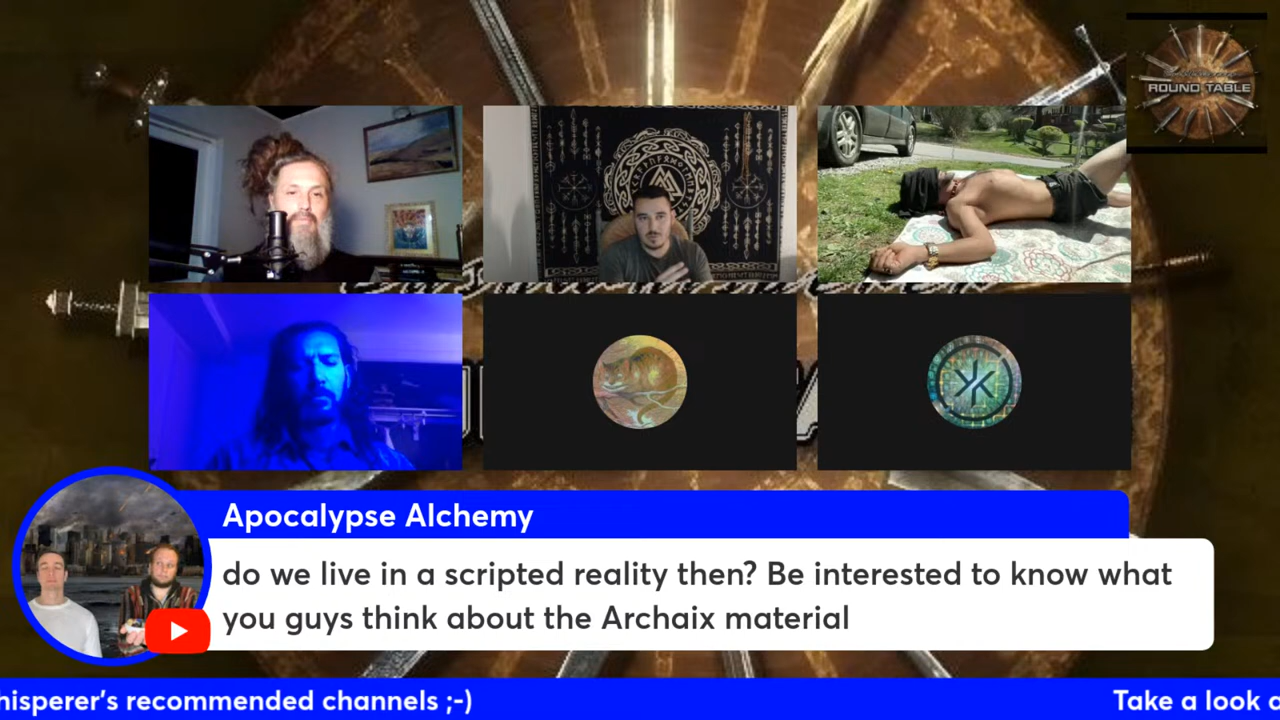 ROUND TABLE
Apocalypse Alchemy
do we live in a scripted reality then? Be interested to know what
you guys think about the Archaix material
hisperer's recommended channels ;-)
Take a look